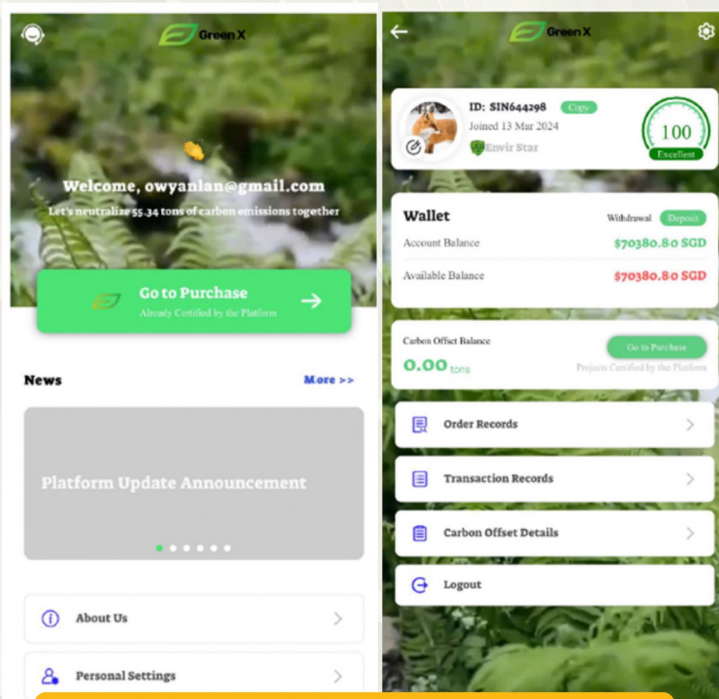 Green X
Welcome, owyanlan@gmail.com
Let's neutralize 55.34 tons of carbon emissions together
Go to Purchase
Already Certified by the Platform
News
More >>
Platform Update Announcement
About Us
Personal Settings
Green X
ID: SIN644298 Copy
Joined 13 Mar 2024
Envir Star
100
Excellent
Wallet
Withdrawal Deposit
Account Balance
$70380.80 SGD
Available Balance
$70380.80 SGD
Carbon Offset Balance
0.00 tons
Go to Purchase
Projects Certified by the Platform
Order Records
Transaction Records
Carbon Offset Details
Logout